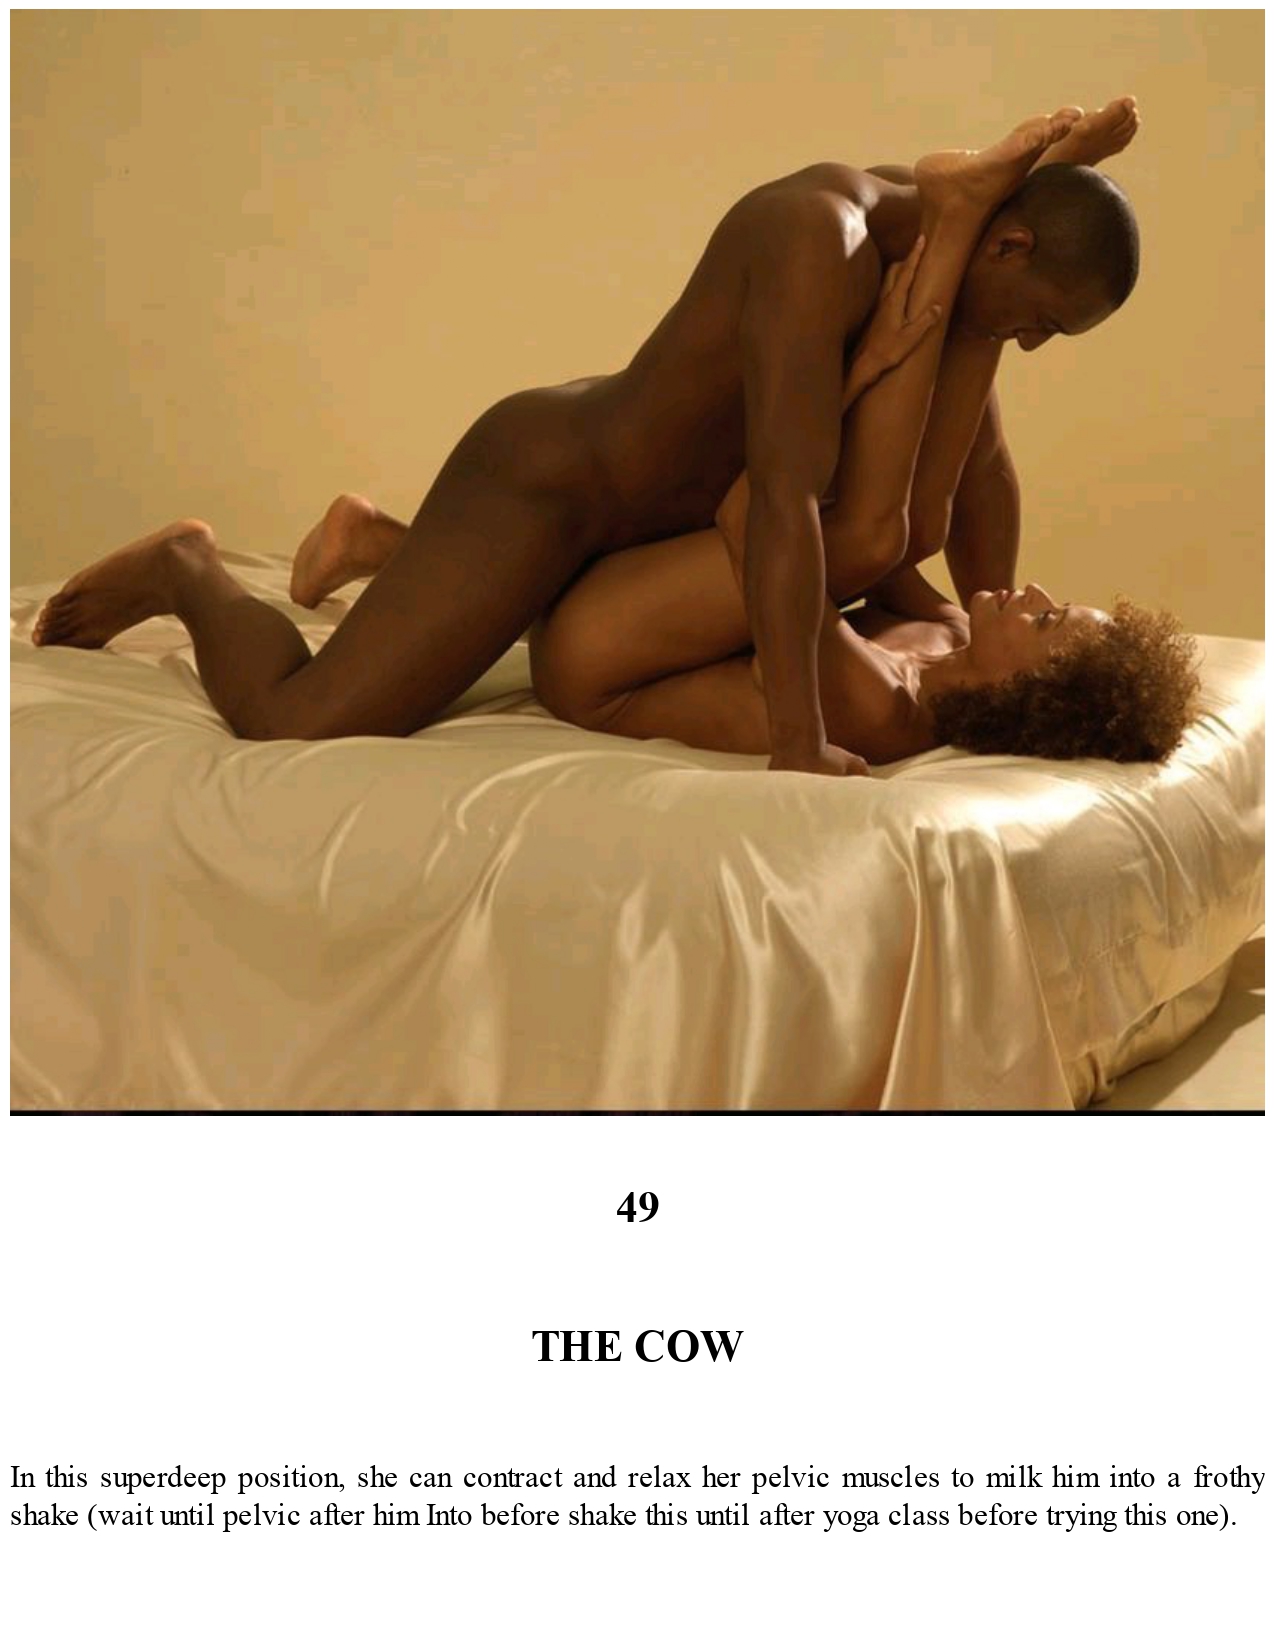 49
THE COW
In this superdeep position, she can contract and relax her pelvic muscles to milk him into a frothy
shake (wait until pelvic after him Into before shake this until after yoga class before trying this one).